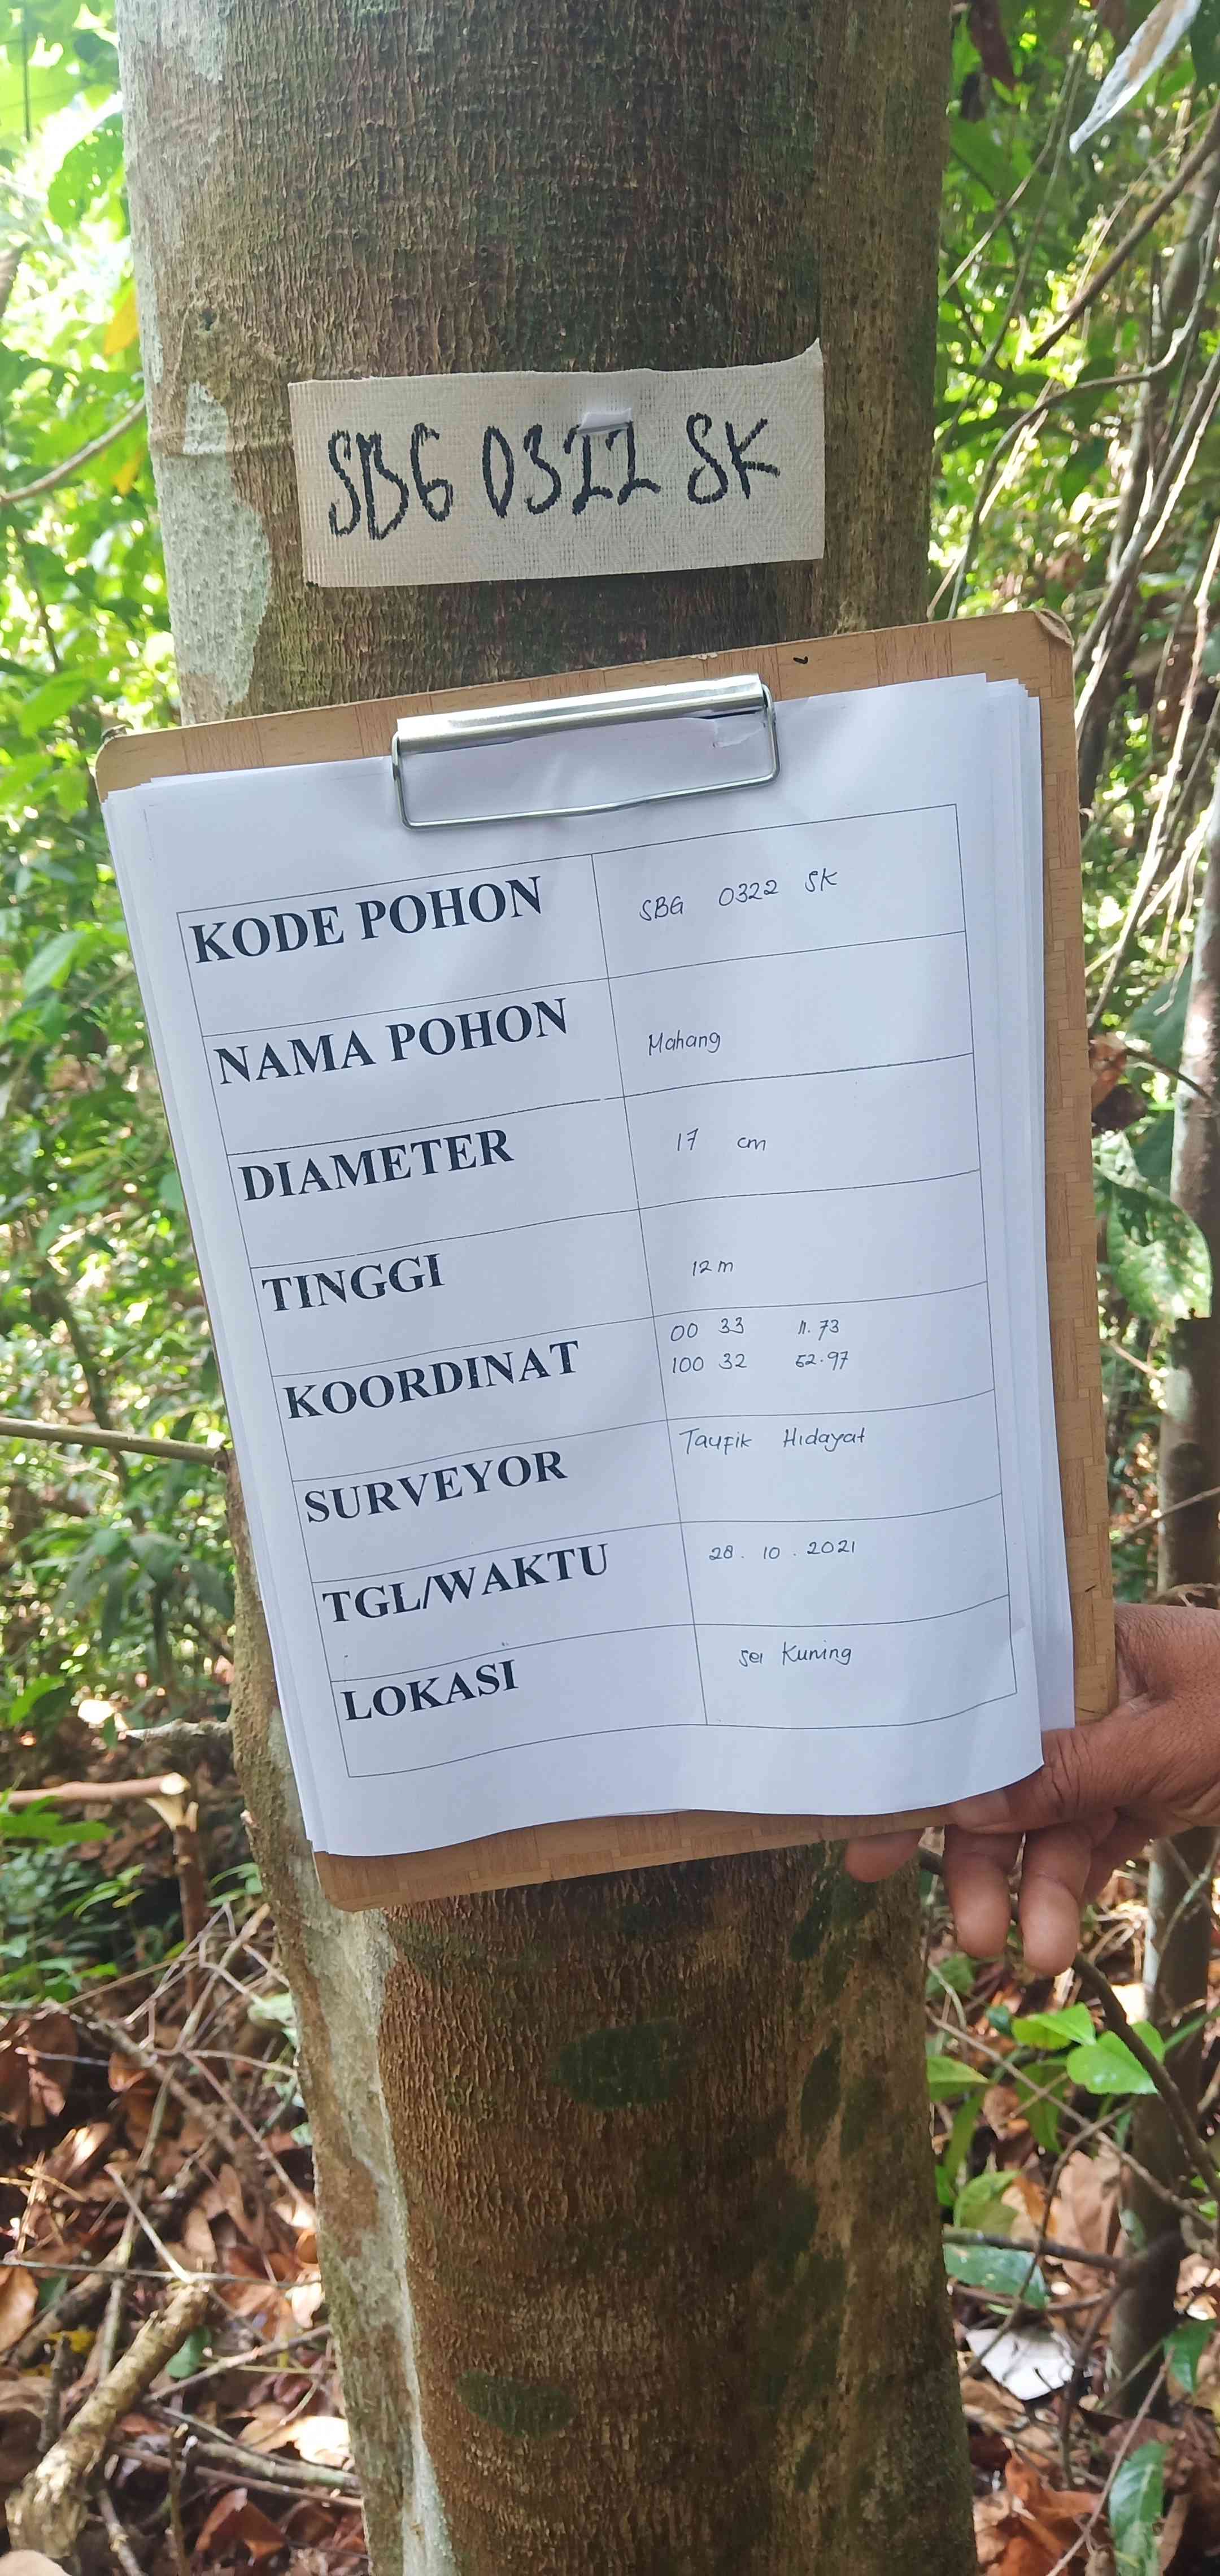 SBG 0322 SK
KODE POHON SBG 0322 SK
NAMA POHON Mahang
DIAMETER 17 cm
TINGGI 12 m
KOORDINAT 00 33 11.73
100 32 52.97
SURVEYOR Taufik Hidayat
TGL/WAKTU 28.10.2021
LOKASI Sei Kuning